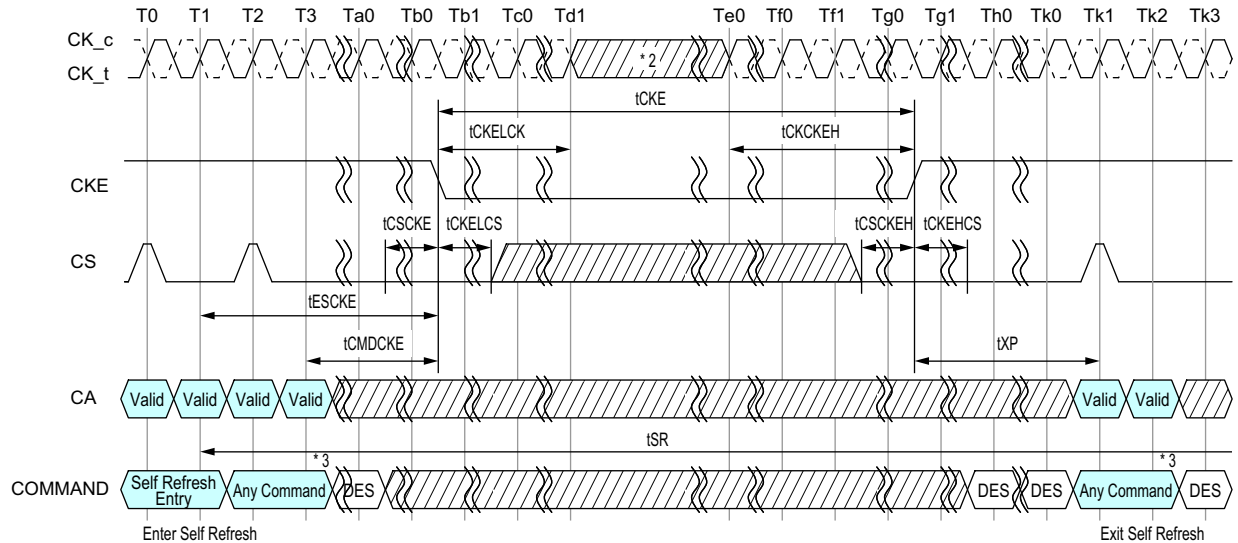 T0 T1 T2 T3 Ta0 Tb0 Tb1 Tc0 Td1 Te0 Tf0 Tf1 Tg0 Tg1 Th0 Tk0 Tk1 Tk2 Tk3
CK_c
CK_t
* 2
tCKE
tCKELCK tCKCKEH
CKE
tCSCKE tCKELCS tCSCKEH tCKEHCS
CS
tESCKE
tCMDCKE tXP
CA Valid Valid Valid Valid Valid Valid
tSR
* 3 * 3
COMMAND Self Refresh Entry Any Command DES DES DES Any Command DES
Enter Self Refresh Exit Self Refresh